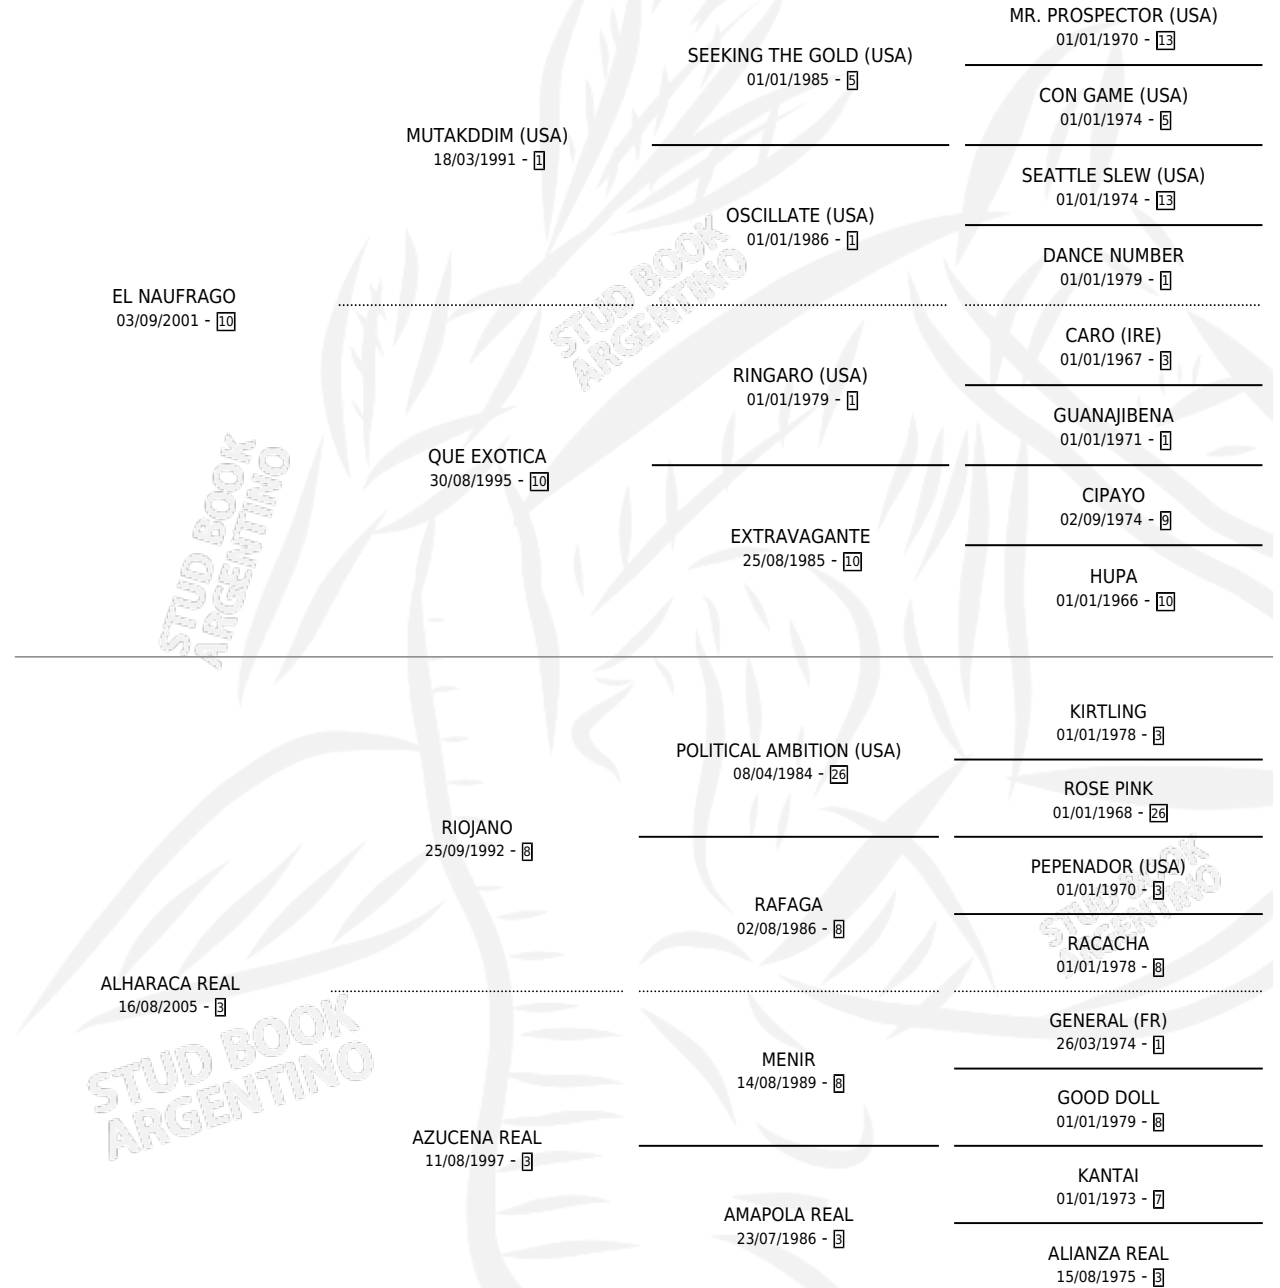 MR. PROSPECTOR (USA)
01/01/1970 - 13
SEEKING THE GOLD (USA)
01/01/1985 - 5
CON GAME (USA)
01/01/1974 - 5
MUTAKDDIM (USA)
18/03/1991 - 1
SEATTLE SLEW (USA)
01/01/1974 - 13
OSCILLATE (USA)
01/01/1986 - 1
DANCE NUMBER
01/01/1979 - 1
EL NAUFRAGO
03/09/2001 - 10
STUD BOOK
ARGENTINO
CARO (IRE)
01/01/1967 - 3
RINGARO (USA)
01/01/1979 - 1
GUANAJIBENA
01/01/1971 - 1
QUE EXOTICA
30/08/1995 - 10
CIPAYO
02/09/1974 - 9
EXTRAVAGANTE
25/08/1985 - 10
HUPA
01/01/1966 - 10
STUD BOOK
ARGENTINO
KIRTLING
01/01/1978 - 3
POLITICAL AMBITION (USA)
08/04/1984 - 26
ROSE PINK
01/01/1968 - 26
RIOJANO
25/09/1992 - 8
PEPENADOR (USA)
01/01/1970 - 3
RAFAGA
02/08/1986 - 8
STUD BOOK
ARGENTINO
RACACHA
01/01/1978 - 8
ALHARACA REAL
16/08/2005 - 3
GENERAL (FR)
26/03/1974 - 1
MENIR
14/08/1989 - 8
STUD BOOK
ARGENTINO
GOOD DOLL
01/01/1979 - 8
AZUCENA REAL
11/08/1997 - 3
KANTAI
01/01/1973 - 7
AMAPOLA REAL
23/07/1986 - 3
ALIANZA REAL
15/08/1975 - 3